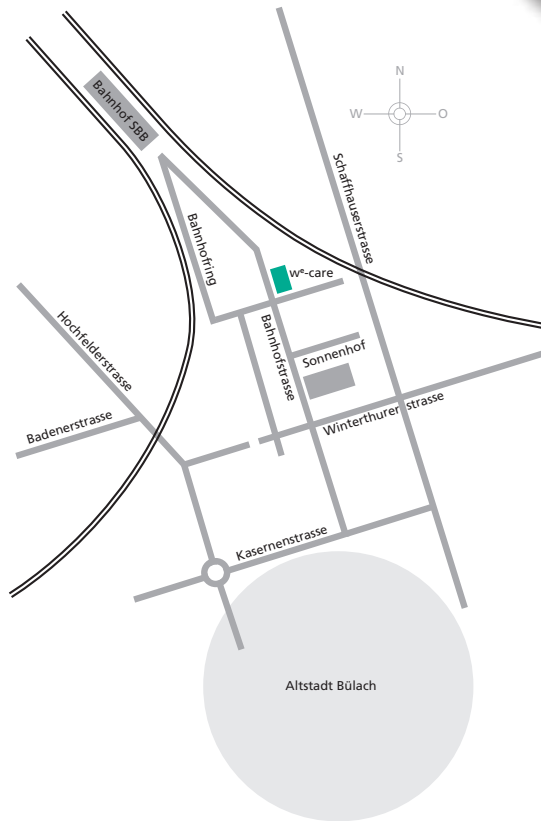 Bahnhof SBB
N
W
O
S
Schaffhauserstrasse
Bahnhofring
wᵉ-care
Hochfelderstrasse
Bahnhofstrasse
Sonnenhof
Badenerstrasse
Winterthurerstrasse
Kasernenstrasse
Altstadt Bülach